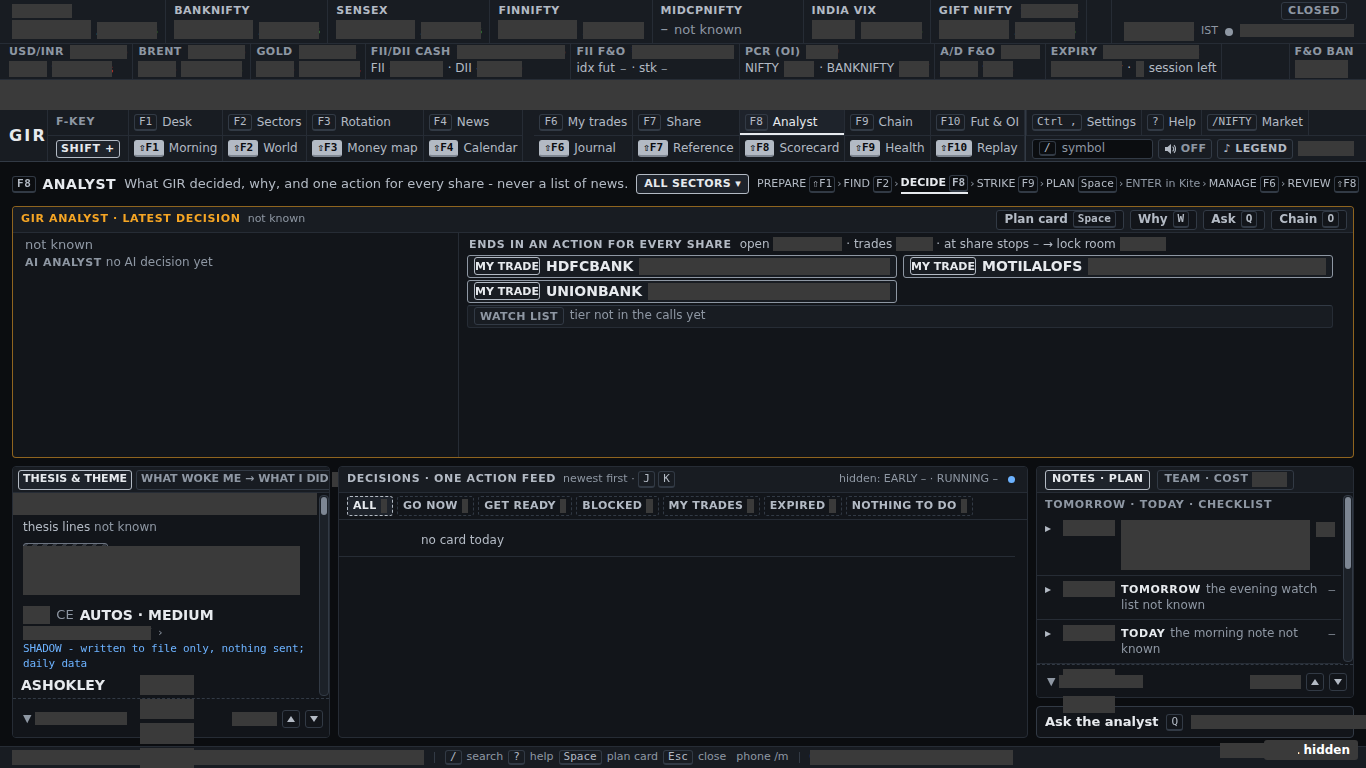 BANKNIFTY SENSEX FINNIFTY MIDCPNIFTY INDIA VIX GIFT NIFTY CLOSED
– not known IST
USD/INR BRENT GOLD FII/DII CASH FII F&O PCR (OI) A/D F&O EXPIRY F&O BAN
FII · DII idx fut – · stk – NIFTY · BANKNIFTY · session left
GIR
F-KEY F1 Desk F2 Sectors F3 Rotation F4 News F6 My trades F7 Share F8 Analyst F9 Chain F10 Fut & OI Ctrl , Settings ? Help /NIFTY Market
SHIFT + ⇧F1 Morning ⇧F2 World ⇧F3 Money map ⇧F4 Calendar ⇧F6 Journal ⇧F7 Reference ⇧F8 Scorecard ⇧F9 Health ⇧F10 Replay / symbol OFF ♪ LEGEND
F8 ANALYST What GIR decided, why, and one action for every share - never a list of news. ALL SECTORS ▾ PREPARE ⇧F1 › FIND F2 › DECIDE F8 › STRIKE F9 › PLAN Space › ENTER in Kite › MANAGE F6 › REVIEW ⇧F8
GIR ANALYST · LATEST DECISION not known Plan card Space Why W Ask Q Chain O
not known
AI ANALYST no AI decision yet
ENDS IN AN ACTION FOR EVERY SHARE open · trades · at share stops – → lock room
MY TRADE HDFCBANK MY TRADE MOTILALOFS
MY TRADE UNIONBANK
WATCH LIST tier not in the calls yet
THESIS & THEME WHAT WOKE ME → WHAT I DID
thesis lines not known
CE AUTOS · MEDIUM
›
SHADOW - written to file only, nothing sent;
daily data
ASHOKLEY
▼ ▲ ▼
DECISIONS · ONE ACTION FEED newest first · J K hidden: EARLY – · RUNNING –
ALL GO NOW GET READY BLOCKED MY TRADES EXPIRED NOTHING TO DO
no card today
NOTES · PLAN TEAM · COST
TOMORROW · TODAY · CHECKLIST
▸
▸ TOMORROW the evening watch –
list not known
▸ TODAY the morning note not –
known
▼ ▲ ▼
Ask the analyst Q
/ search ? help Space plan card Esc close phone /m
. hidden